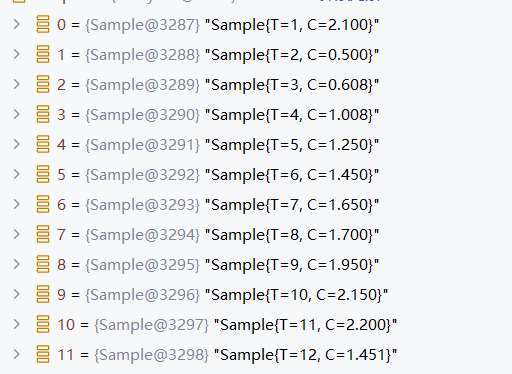 0 = {Sample@3287} "Sample{T=1, C=2.100}"
1 = {Sample@3288} "Sample{T=2, C=0.500}"
2 = {Sample@3289} "Sample{T=3, C=0.608}"
3 = {Sample@3290} "Sample{T=4, C=1.008}"
4 = {Sample@3291} "Sample{T=5, C=1.250}"
5 = {Sample@3292} "Sample{T=6, C=1.450}"
6 = {Sample@3293} "Sample{T=7, C=1.650}"
7 = {Sample@3294} "Sample{T=8, C=1.700}"
8 = {Sample@3295} "Sample{T=9, C=1.950}"
9 = {Sample@3296} "Sample{T=10, C=2.150}"
10 = {Sample@3297} "Sample{T=11, C=2.200}"
11 = {Sample@3298} "Sample{T=12, C=1.451}"